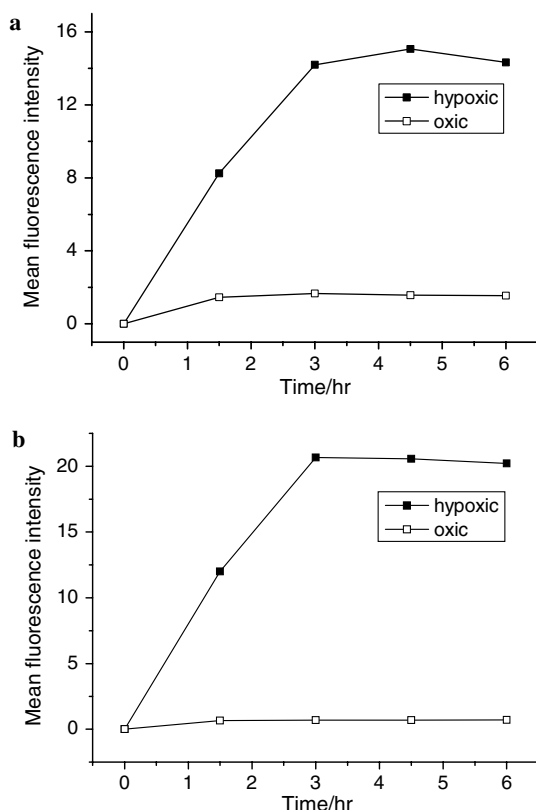 a
Mean fluorescence intensity
16
12
8
4
0
hypoxic
oxic
0 1 2 3 4 5 6
Time/hr
b
Mean fluorescence intensity
20
15
10
5
0
hypoxic
oxic
0 1 2 3 4 5 6
Time/hr